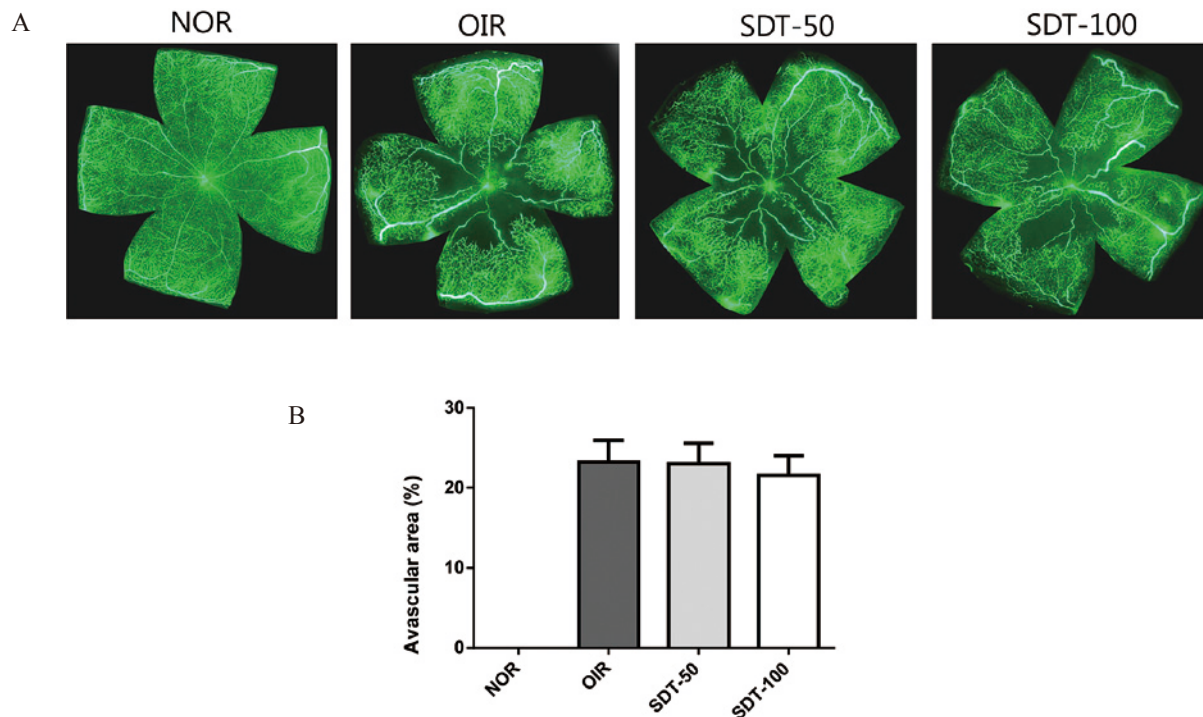 A
NOR
OIR
SDT-50
SDT-100
B
Avascular area (%)
30
20
10
0
NOR
OIR
SDT-50
SDT-100